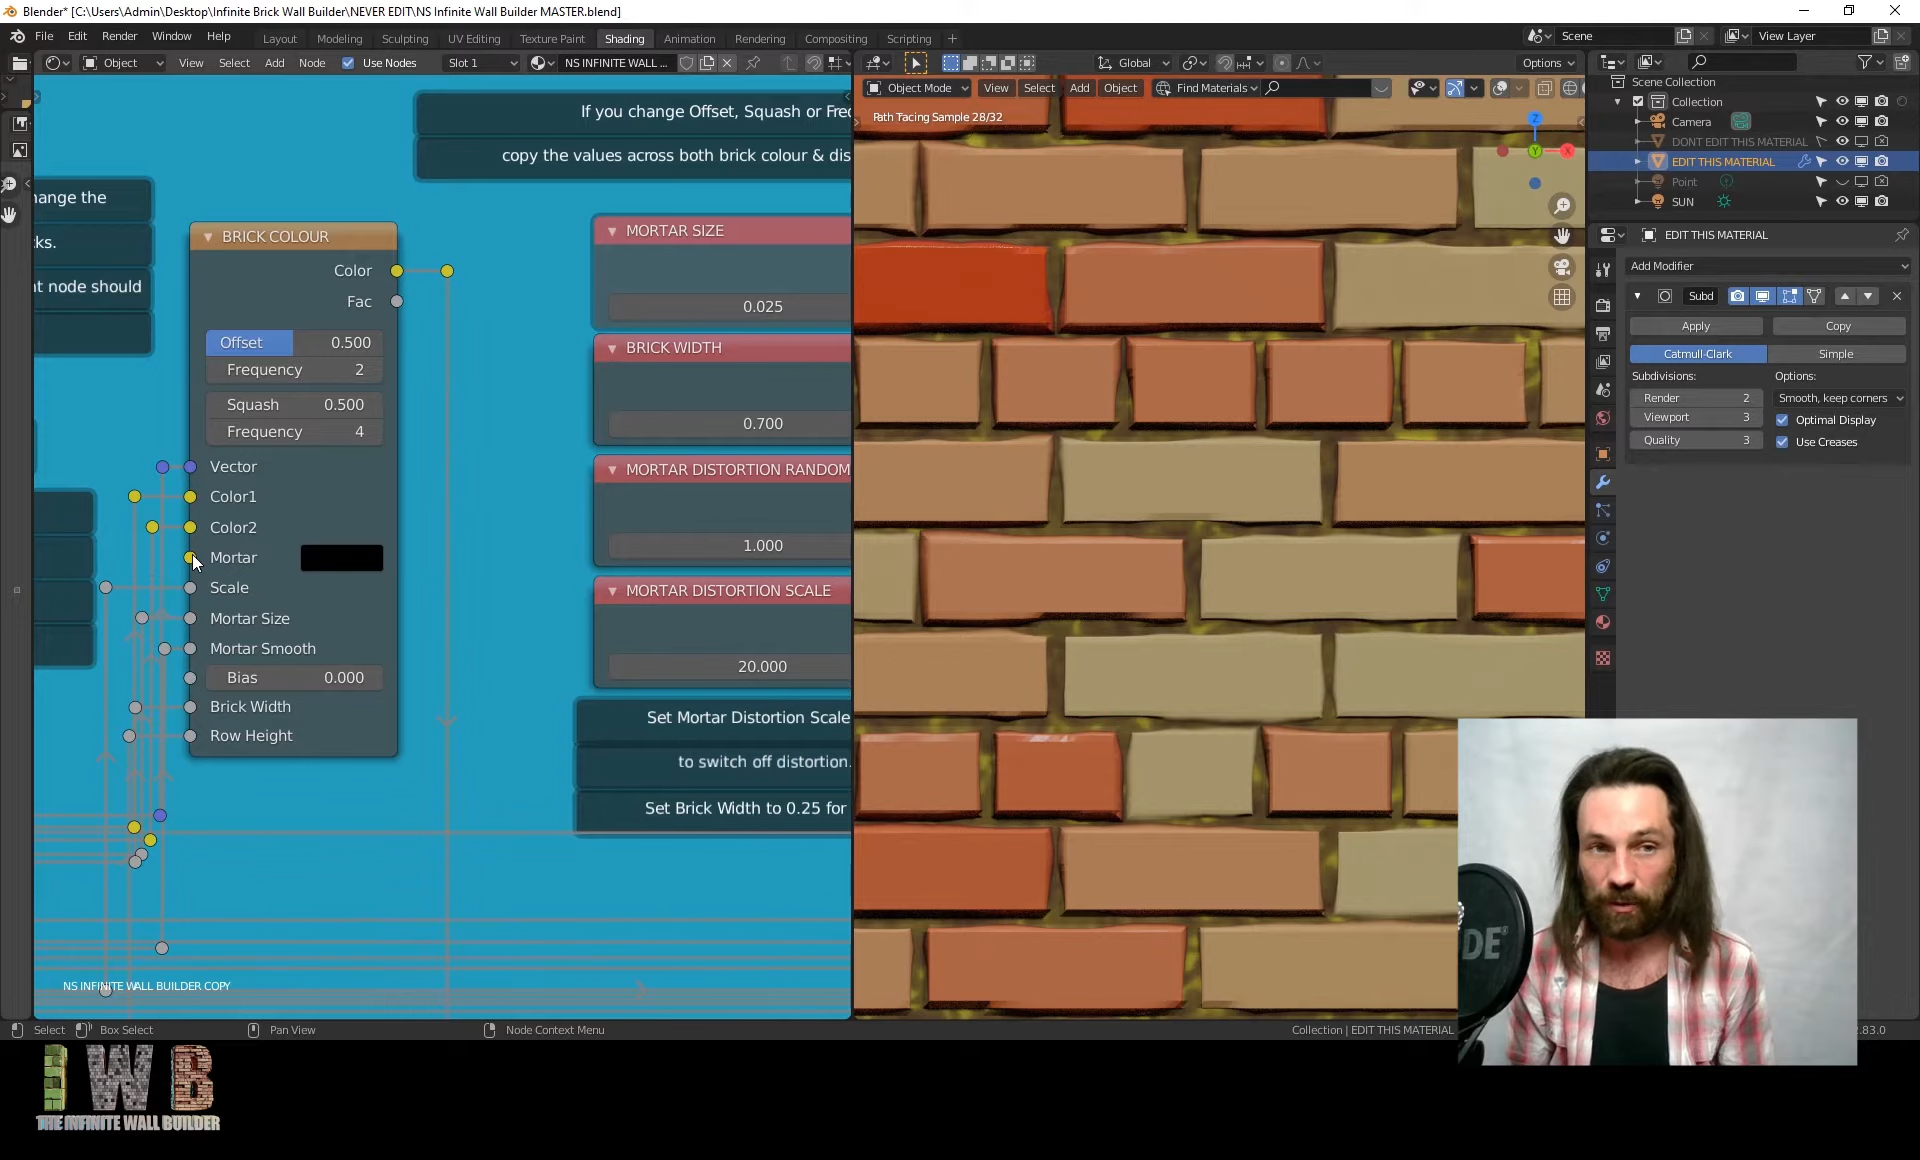 Blender* [C:\Users\Admin\Desktop\Infinite Brick Wall Builder\NEVER EDIT\NS Infinite Wall Builder MASTER.blend]
File Edit Render Window Help
Layout Modeling Sculpting UV Editing Texture Paint Shading Animation Rendering Compositing Scripting +
Scene
View Layer
Object View Select Add Node Use Nodes Slot 1 NS INFINITE WALL ...
Global Options
Object Mode View Select Add Object Find Materials
Path Tacing Sample 28/32
Z
Y
X
If you change Offset, Squash or Fre
copy the values across both brick colour & dis
ange the
ks.
nt node should
BRICK COLOUR
Color
Fac
Offset 0.500
Frequency 2
Squash 0.500
Frequency 4
Vector
Color1
Color2
Mortar
Scale
Mortar Size
Mortar Smooth
Bias 0.000
Brick Width
Row Height
MORTAR SIZE
0.025
BRICK WIDTH
0.700
MORTAR DISTORTION RANDOM
1.000
MORTAR DISTORTION SCALE
20.000
Set Mortar Distortion Scale
to switch off distortion.
Set Brick Width to 0.25 for
NS INFINITE WALL BUILDER COPY
Scene Collection
Collection
Camera
DONT EDIT THIS MATERIAL
EDIT THIS MATERIAL
Point
SUN
EDIT THIS MATERIAL
Add Modifier
Subd
Apply Copy
Catmull-Clark Simple
Subdivisions: Options:
Render 2 Smooth, keep corners
Viewport 3 Optimal Display
Quality 3 Use Creases
Select Box Select Pan View Node Context Menu
Collection | EDIT THIS MATERIAL
.83.0
DE
IWB
THE INFINITE WALL BUILDER